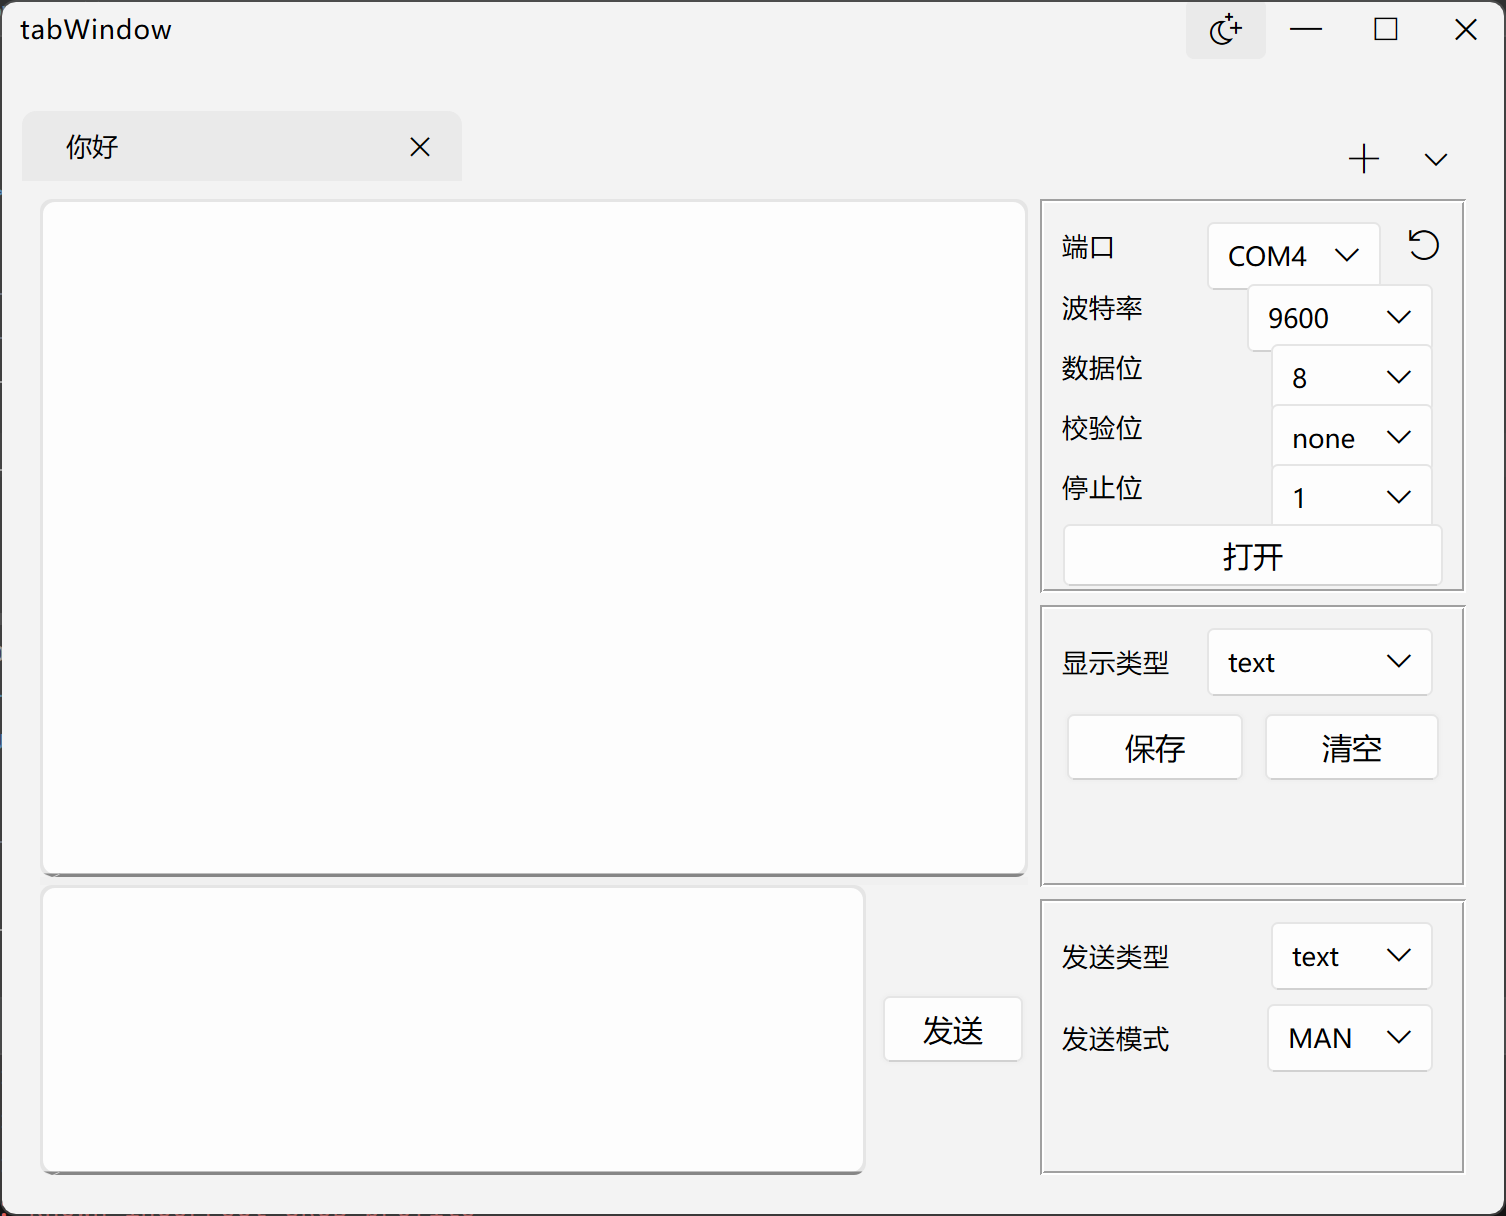 tabWindow
你好
端口 COM4
波特率 9600
数据位 8
校验位 none
停止位 1
打开
显示类型 text
保存 清空
发送类型 text
发送
发送模式 MAN